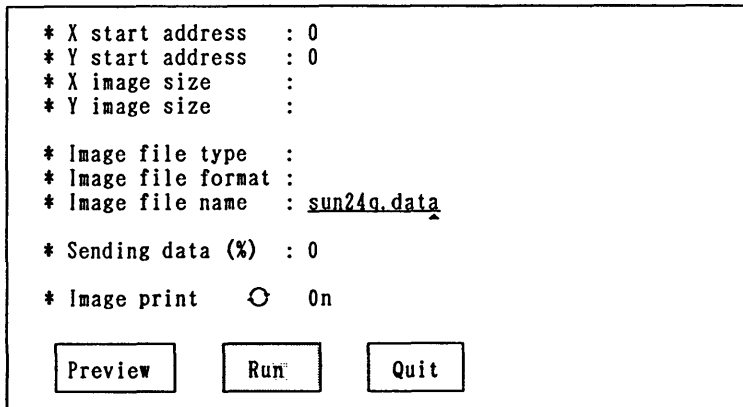 * X start address : 0
* Y start address : 0
* X image size :
* Y image size :
* Image file type :
* Image file format :
* Image file name : sun24q.data
* Sending data (%) : 0
* Image print On
Preview Run Quit